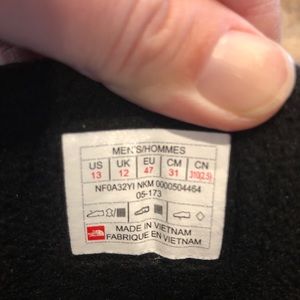 MEN'S/HOMMES
US UK EU CM CN
13 12 47 31 310(2.5)
NF0A32YI NKM 0000504464
05-173
MADE IN VIETNAM
FABRIQUE EN VIETNAM